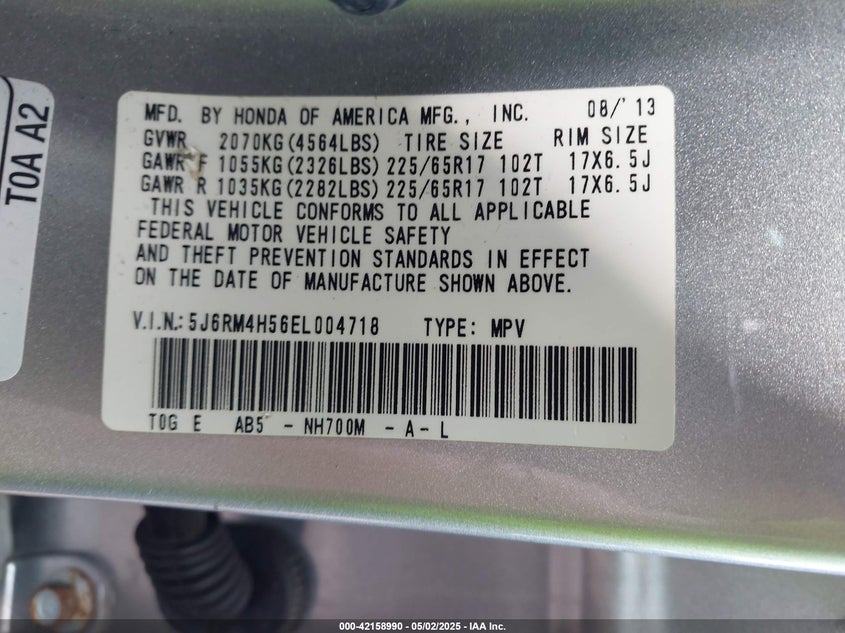 TOA A2
MFD. BY HONDA OF AMERICA MFG., INC. 08/'13
GVWR 2070KG(4564LBS) TIRE SIZE RIM SIZE
GAWR F 1055KG(2326LBS) 225/65R17 102T 17X6.5J
GAWR R 1035KG(2282LBS) 225/65R17 102T 17X6.5J
THIS VEHICLE CONFORMS TO ALL APPLICABLE
FEDERAL MOTOR VEHICLE SAFETY
AND THEFT PREVENTION STANDARDS IN EFFECT
ON THE DATE OF MANUFACTURE SHOWN ABOVE.
V.I.N.: 5J6RM4H56EL004718 TYPE: MPV
T0G E AB5 - NH700M - A - L
000-42158990 - 05/02/2025 - IAA Inc.